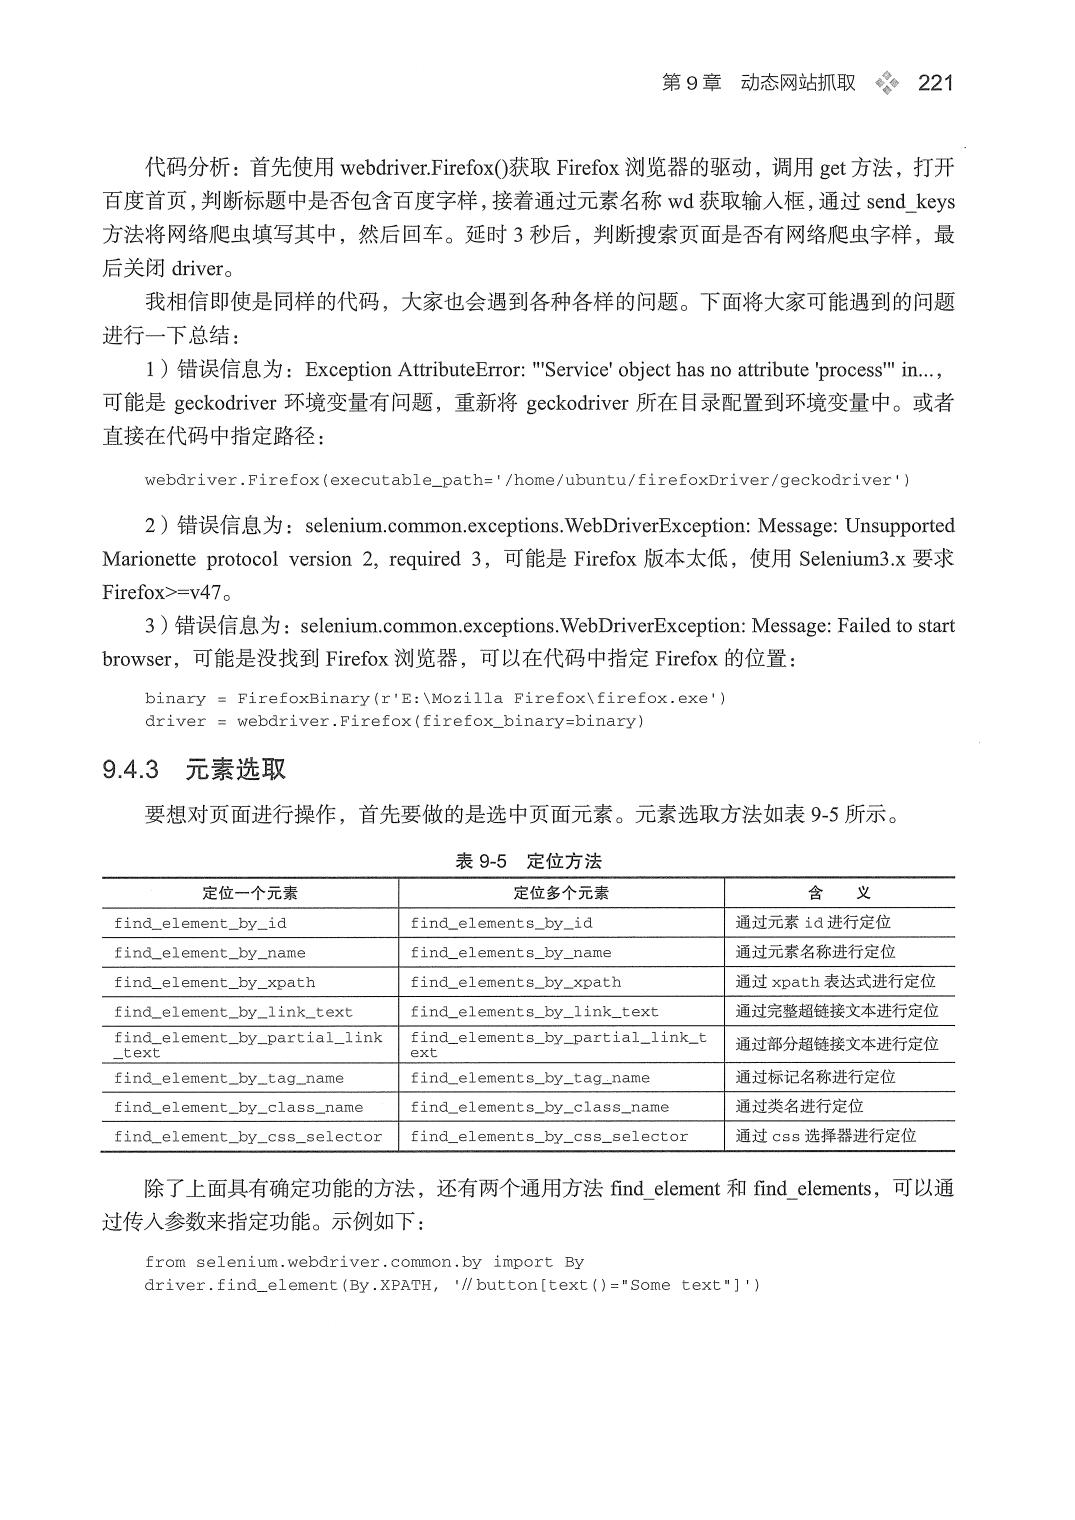 第 9 章 动态网站抓取 221
代码分析：首先使用 webdriver.Firefox()获取 Firefox 浏览器的驱动，调用 get 方法，打开
百度首页，判断标题中是否包含百度字样，接着通过元素名称 wd 获取输入框，通过 send_keys
方法将网络爬虫填写其中，然后回车。延时 3 秒后，判断搜索页面是否有网络爬虫字样，最
后关闭 driver。
我相信即使是同样的代码，大家也会遇到各种各样的问题。下面将大家可能遇到的问题
进行一下总结：
1）错误信息为：Exception AttributeError: "'Service' object has no attribute 'process'" in...，
可能是 geckodriver 环境变量有问题，重新将 geckodriver 所在目录配置到环境变量中。或者
直接在代码中指定路径：
webdriver.Firefox(executable_path='/home/ubuntu/firefoxDriver/geckodriver')
2）错误信息为：selenium.common.exceptions.WebDriverException: Message: Unsupported
Marionette protocol version 2, required 3，可能是 Firefox 版本太低，使用 Selenium3.x 要求
Firefox>=v47。
3）错误信息为：selenium.common.exceptions.WebDriverException: Message: Failed to start
browser，可能是没找到 Firefox 浏览器，可以在代码中指定 Firefox 的位置：
binary = FirefoxBinary(r'E:\Mozilla Firefox\firefox.exe')
driver = webdriver.Firefox(firefox_binary=binary)
9.4.3 元素选取
要想对页面进行操作，首先要做的是选中页面元素。元素选取方法如表 9-5 所示。
表 9-5 定位方法
定位一个元素 定位多个元素 含 义
find_element_by_id find_elements_by_id 通过元素 id 进行定位
find_element_by_name find_elements_by_name 通过元素名称进行定位
find_element_by_xpath find_elements_by_xpath 通过 xpath 表达式进行定位
find_element_by_link_text find_elements_by_link_text 通过完整超链接文本进行定位
find_element_by_partial_link find_elements_by_partial_link_t 通过部分超链接文本进行定位
_text ext
find_element_by_tag_name find_elements_by_tag_name 通过标记名称进行定位
find_element_by_class_name find_elements_by_class_name 通过类名进行定位
find_element_by_css_selector find_elements_by_css_selector 通过 css 选择器进行定位
除了上面具有确定功能的方法，还有两个通用方法 find_element 和 find_elements，可以通
过传入参数来指定功能。示例如下：
from selenium.webdriver.common.by import By
driver.find_element(By.XPATH, '//button[text()="Some text"]')